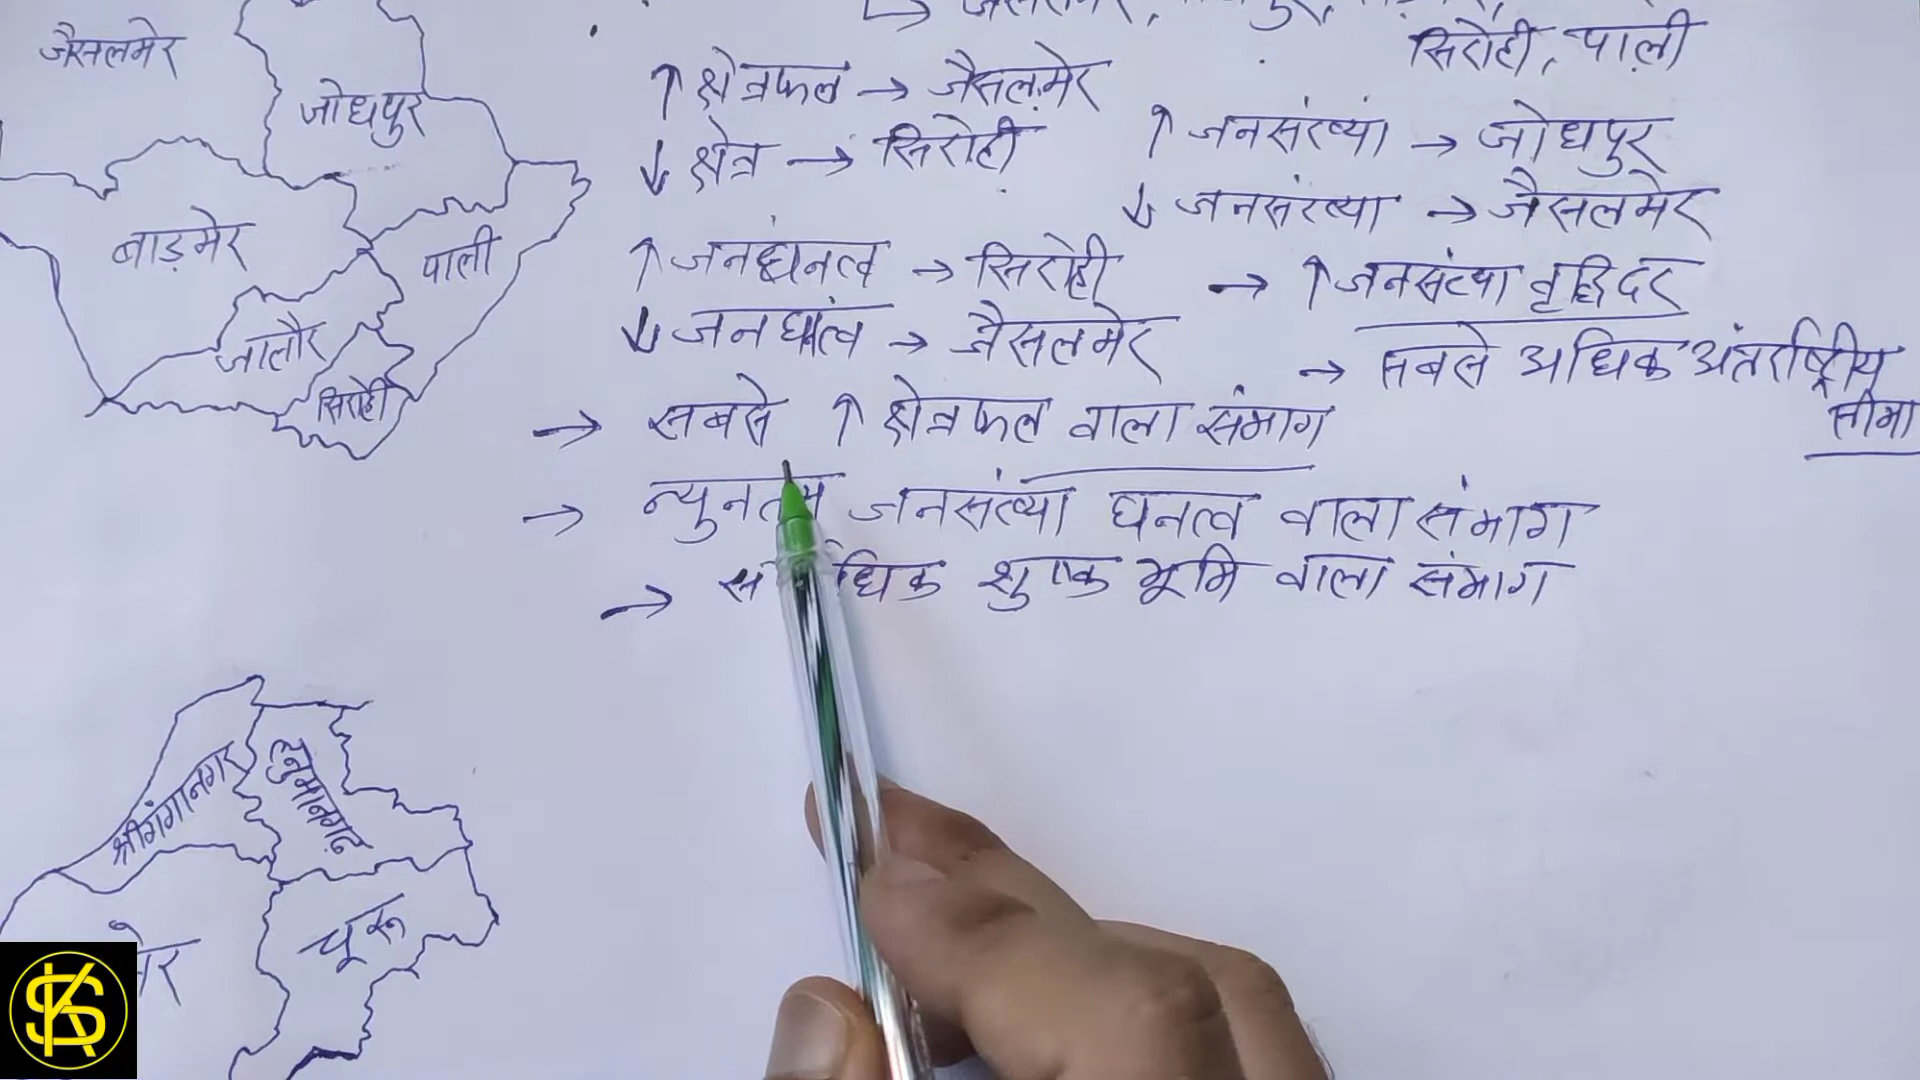 जैसलमेर
जोधपुर
बाड़मेर
पाली
जालौर
सिरोही
सिरोही, पाली
↑ क्षेत्रफल → जैसलमेर
↓ क्षेत्र → सिरोही
↑ जनसंख्यां → जोधपुर
↓ जनसंख्या → जैसलमेर
↑ जनघनत्व → सिरोही
→ ↑ जनसंख्या वृद्धिदर
↓ जनघनत्व → जैसलमेर
→ सबसे अधिक अंतर्राष्ट्रीय
सीमा
→ सबसे ↑ क्षेत्रफल वाला संभाग
→ न्युनतम जनसंख्या घनत्व वाला संभाग
→ शुष्क भूमि वाला संभाग
श्रीगंगानगर
हनुमानगढ़
चूरू